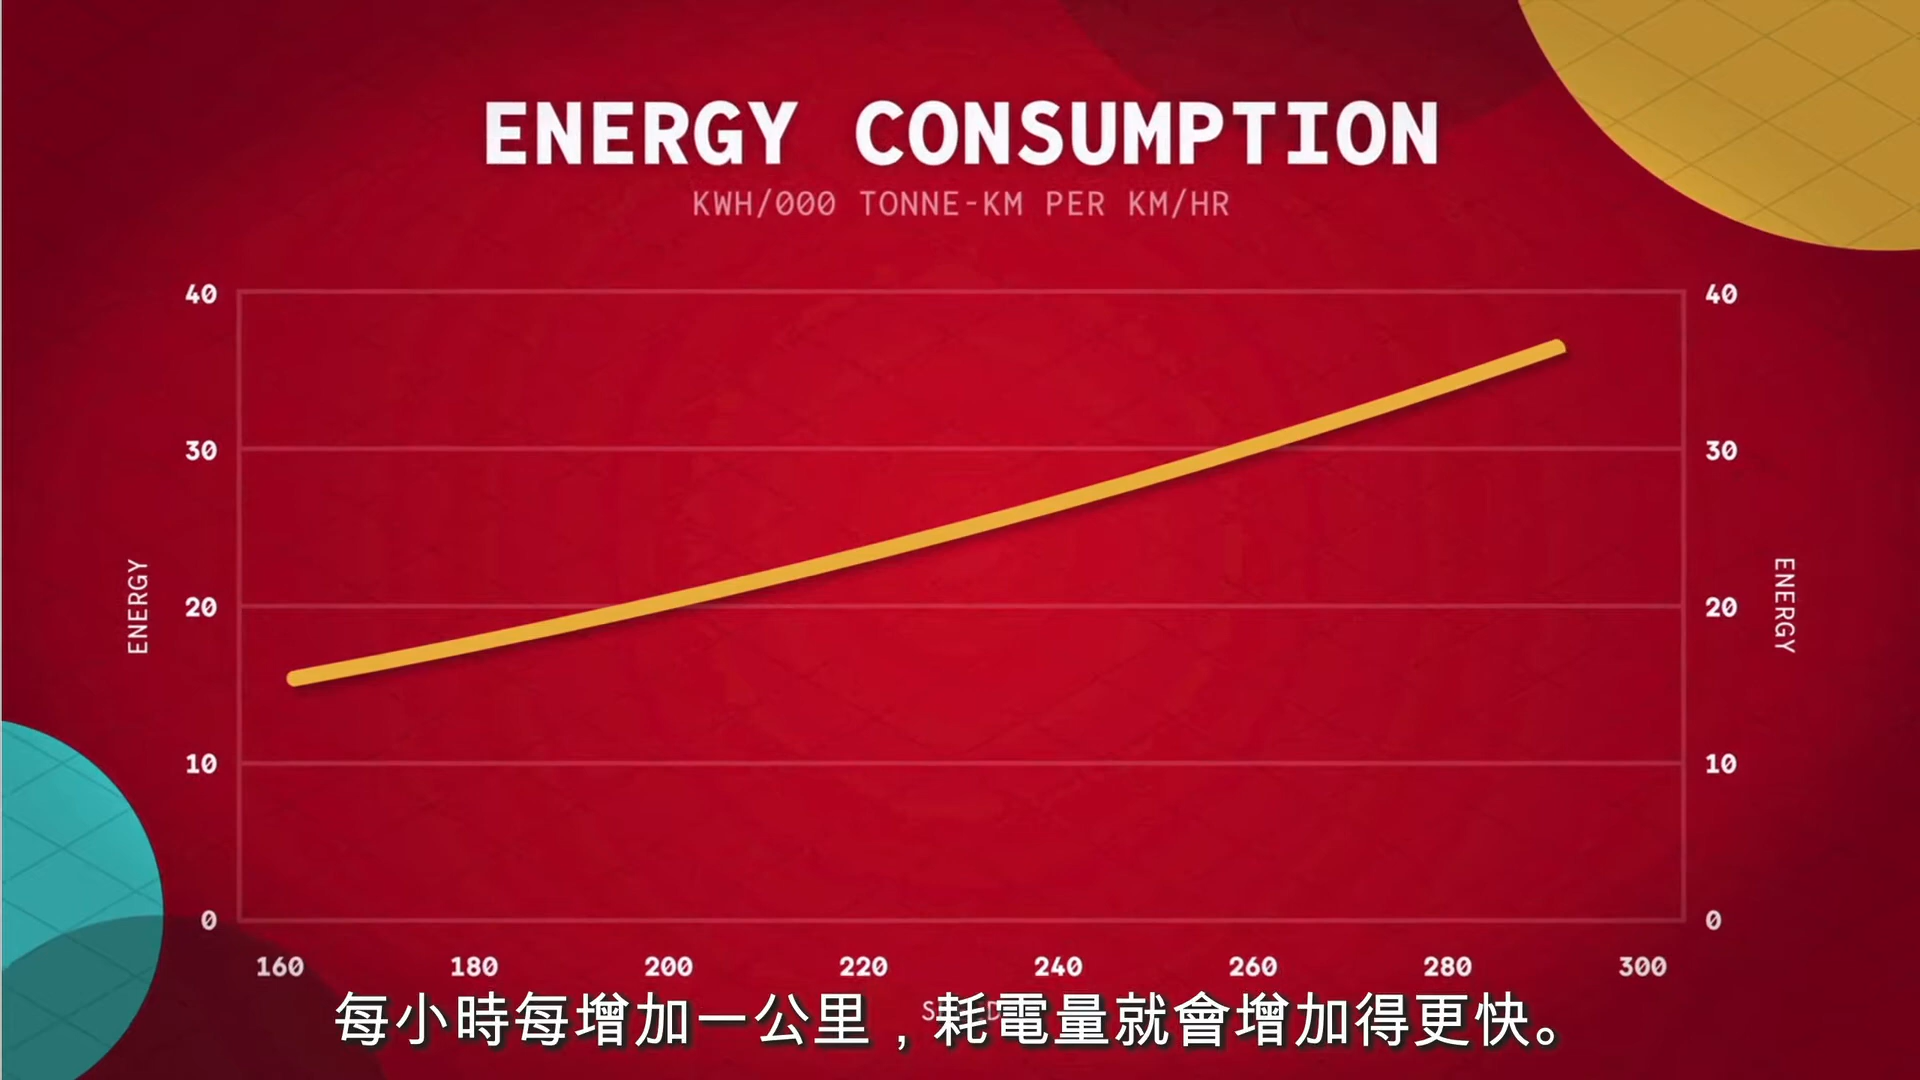 ENERGY CONSUMPTION
KWH/000 TONNE-KM PER KM/HR
40 40
30 30
ENERGY ENERGY
20 20
10 10
0 0
160 180 200 220 240 260 280 300
每小時每增加一公里，耗電量就會增加得更快。